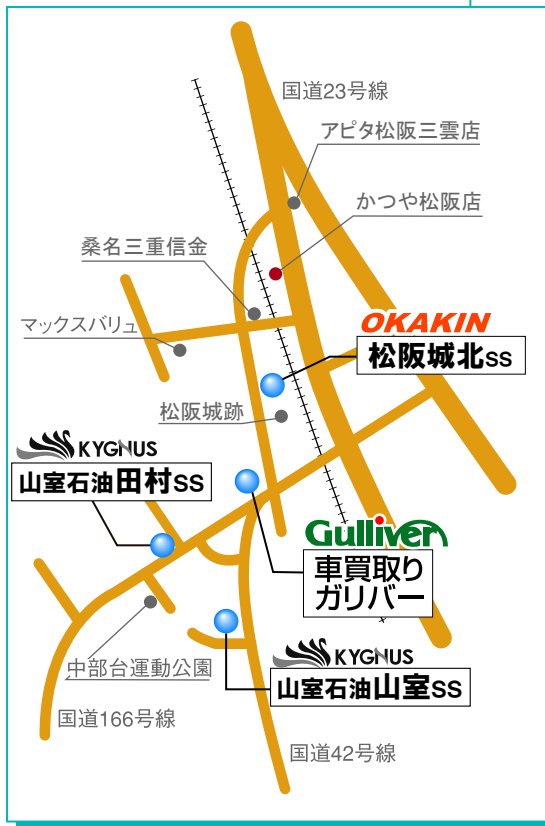 国道23号線
アピタ松阪三雲店
かつや松阪店
桑名三重信金
マックスバリュ
OKAKIN
松阪城北SS
松阪城跡
KYGNUS
山室石油田村SS
Gulliver
車買取り
ガリバー
KYGNUS
山室石油山室SS
中部台運動公園
国道166号線
国道42号線